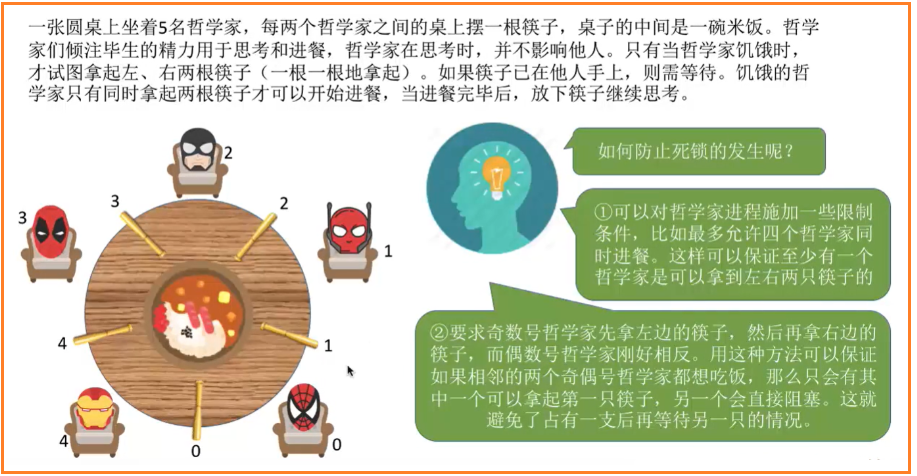 一张圆桌上坐着5名哲学家，每两个哲学家之间的桌上摆一根筷子，桌子的中间是一碗米饭。哲学
家们倾注毕生的精力用于思考和进餐，哲学家在思考时，并不影响他人。只有当哲学家饥饿时，
才试图拿起左、右两根筷子（一根一根地拿起）。如果筷子已在他人手上，则需等待。饥饿的哲
学家只有同时拿起两根筷子才可以开始进餐，当进餐完毕后，放下筷子继续思考。
如何防止死锁的发生呢？
①可以对哲学家进程施加一些限制
条件，比如最多允许四个哲学家同
时进餐。这样可以保证至少有一个
哲学家是可以拿到左右两只筷子的
②要求奇数号哲学家先拿左边的筷子，然后再拿右边的
筷子，而偶数号哲学家刚好相反。用这种方法可以保证
如果相邻的两个奇偶号哲学家都想吃饭，那么只会有其
中一个可以拿起第一只筷子，另一个会直接阻塞。这就
避免了占有一支后再等待另一只的情况。
2
3
2
3
1
4
1
4
0
0